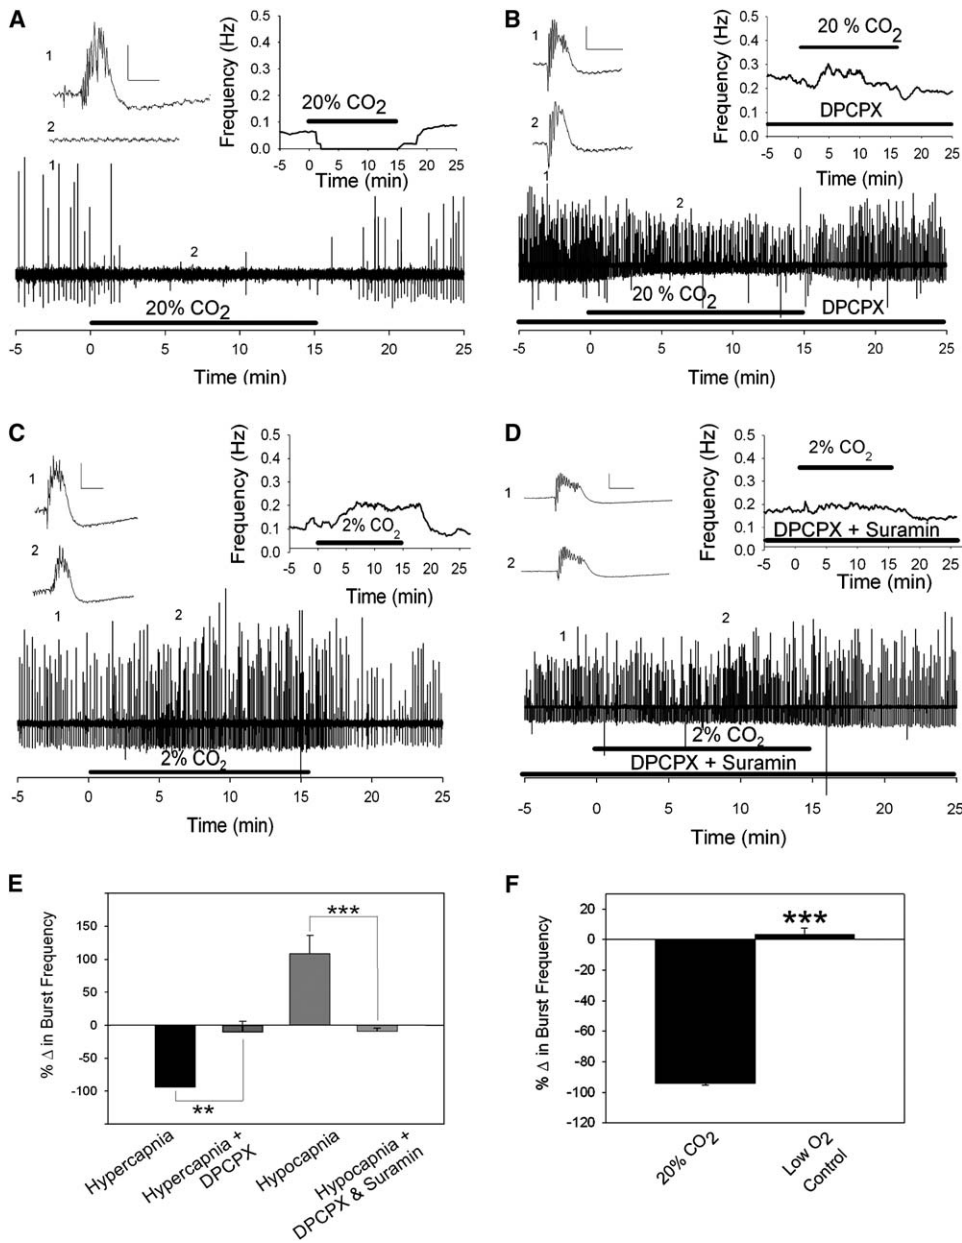 A
1
2
Frequency (Hz)
0.5
0.4
0.3
0.2
0.1
0.0
20% CO2
-5 0 5 10 15 20 25
Time (min)
1
2
20% CO2
-5 0 5 10 15 20 25
Time (min)
B
1
2
Frequency (Hz)
0.5
0.4
0.3
0.2
0.1
0.0
20 % CO2
DPCPX
-5 0 5 10 15 20 25
Time (min)
1
2
20 % CO2
DPCPX
-5 0 5 10 15 20 25
Time (min)
C
1
2
Frequency (Hz)
0.5
0.4
0.3
0.2
0.1
0.0
2% CO2
-5 0 5 10 15 20 25
Time (min)
1
2
2% CO2
-5 0 5 10 15 20 25
Time (min)
D
1
2
Frequency (Hz)
0.5
0.4
0.3
0.2
0.1
0.0
2% CO2
DPCPX + Suramin
-5 0 5 10 15 20 25
Time (min)
1
2
2% CO2
DPCPX + Suramin
-5 0 5 10 15 20 25
Time (min)
E
% Δ in Burst Frequency
150
100
50
0
-50
-100
***
**
Hypercapnia
Hypercapnia +
DPCPX
Hypocapnia
Hypocapnia +
DPCPX & Suramin
F
% Δ in Burst Frequency
20
0
-20
-40
-60
-80
-100
-120
***
20% CO2
Low O2
Control